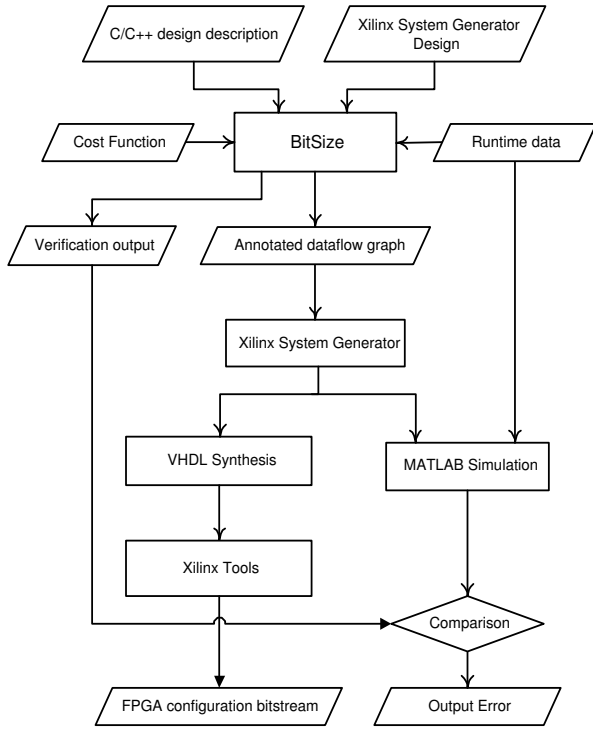 C/C++ design description
Xilinx System Generator
Design
Cost Function
BitSize
Runtime data
Verification output
Annotated dataflow graph
Xilinx System Generator
VHDL Synthesis
MATLAB Simulation
Xilinx Tools
Comparison
FPGA configuration bitstream
Output Error